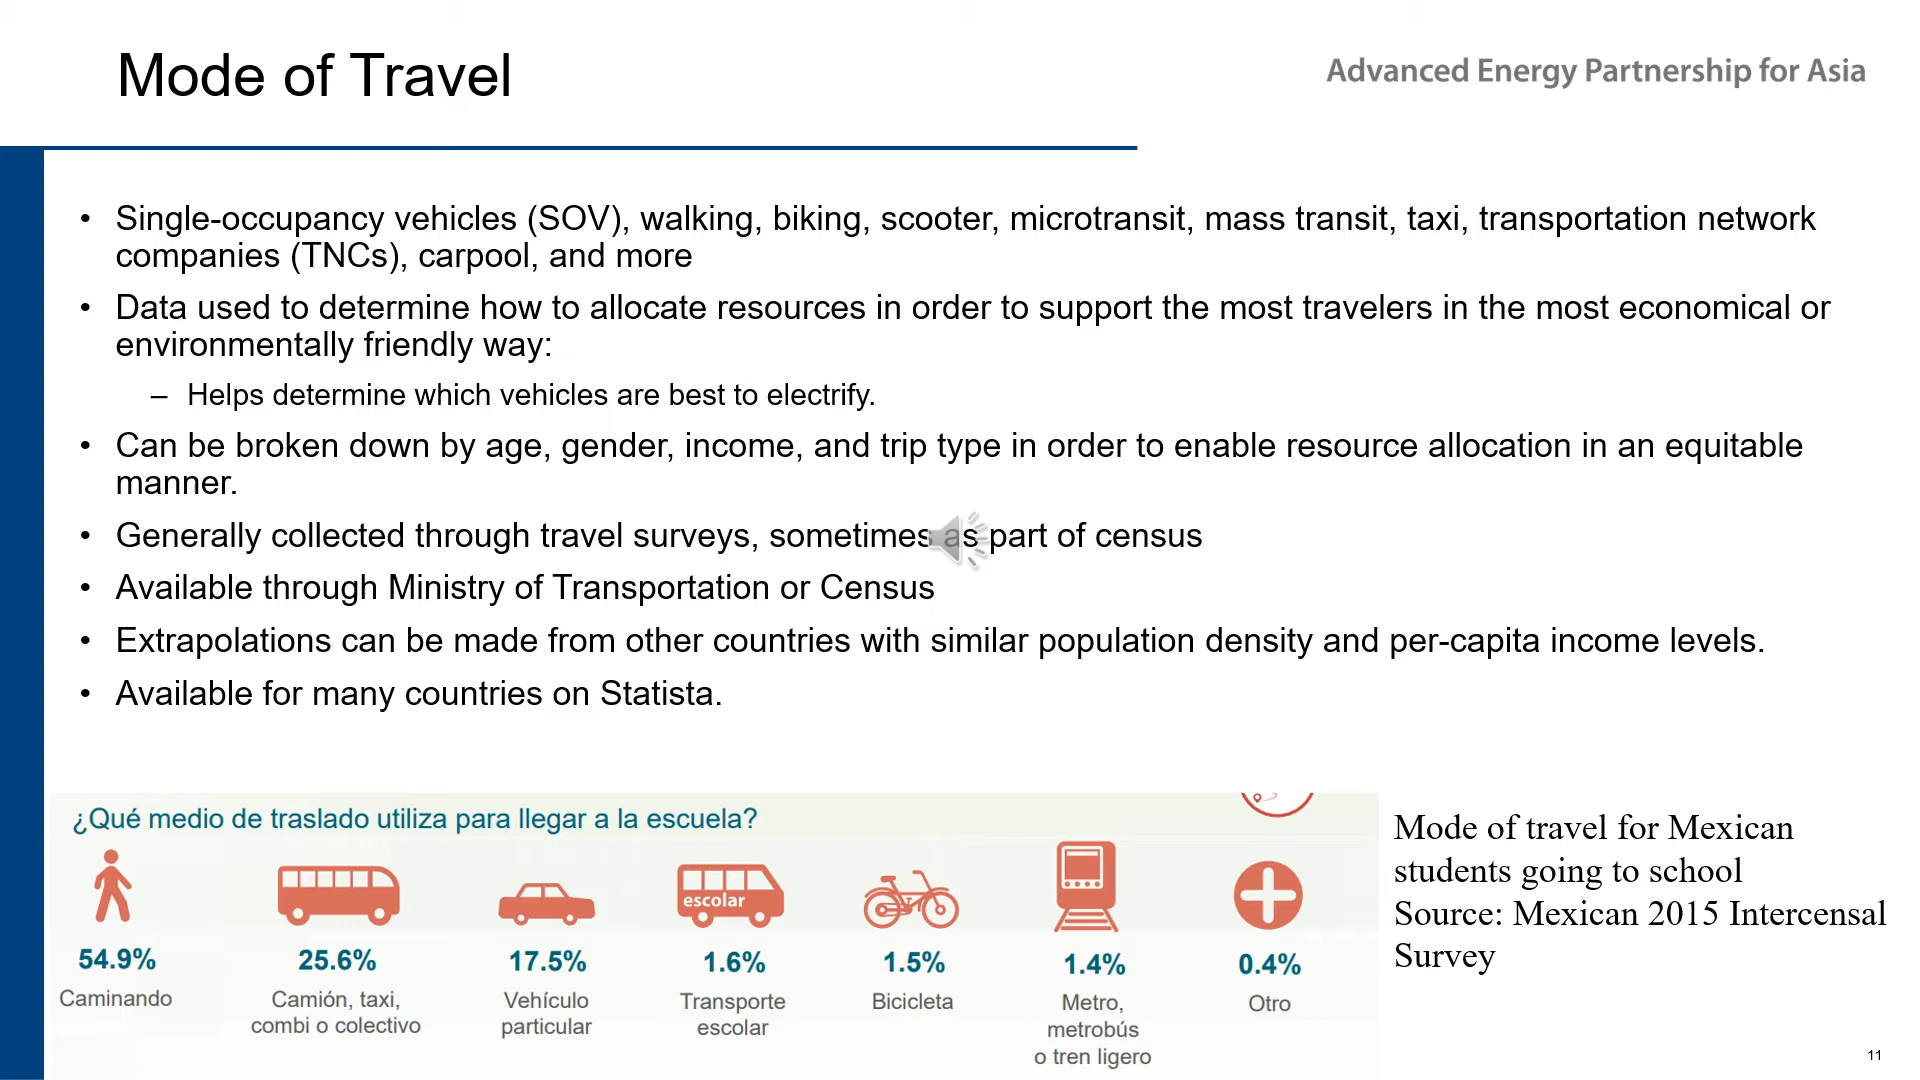 Mode of Travel
Advanced Energy Partnership for Asia
• Single-occupancy vehicles (SOV), walking, biking, scooter, microtransit, mass transit, taxi, transportation network
companies (TNCs), carpool, and more
• Data used to determine how to allocate resources in order to support the most travelers in the most economical or
environmentally friendly way:
– Helps determine which vehicles are best to electrify.
• Can be broken down by age, gender, income, and trip type in order to enable resource allocation in an equitable
manner.
• Generally collected through travel surveys, sometimes as part of census
• Available through Ministry of Transportation or Census
• Extrapolations can be made from other countries with similar population density and per-capita income levels.
• Available for many countries on Statista.
¿Qué medio de traslado utiliza para llegar a la escuela?
escolar
54.9% 25.6% 17.5% 1.6% 1.5% 1.4% 0.4%
Caminando
Camión, taxi,
combi o colectivo
Vehículo
particular
Transporte
escolar
Bicicleta
Metro,
metrobús
o tren ligero
Otro
Mode of travel for Mexican
students going to school
Source: Mexican 2015 Intercensal
Survey
11